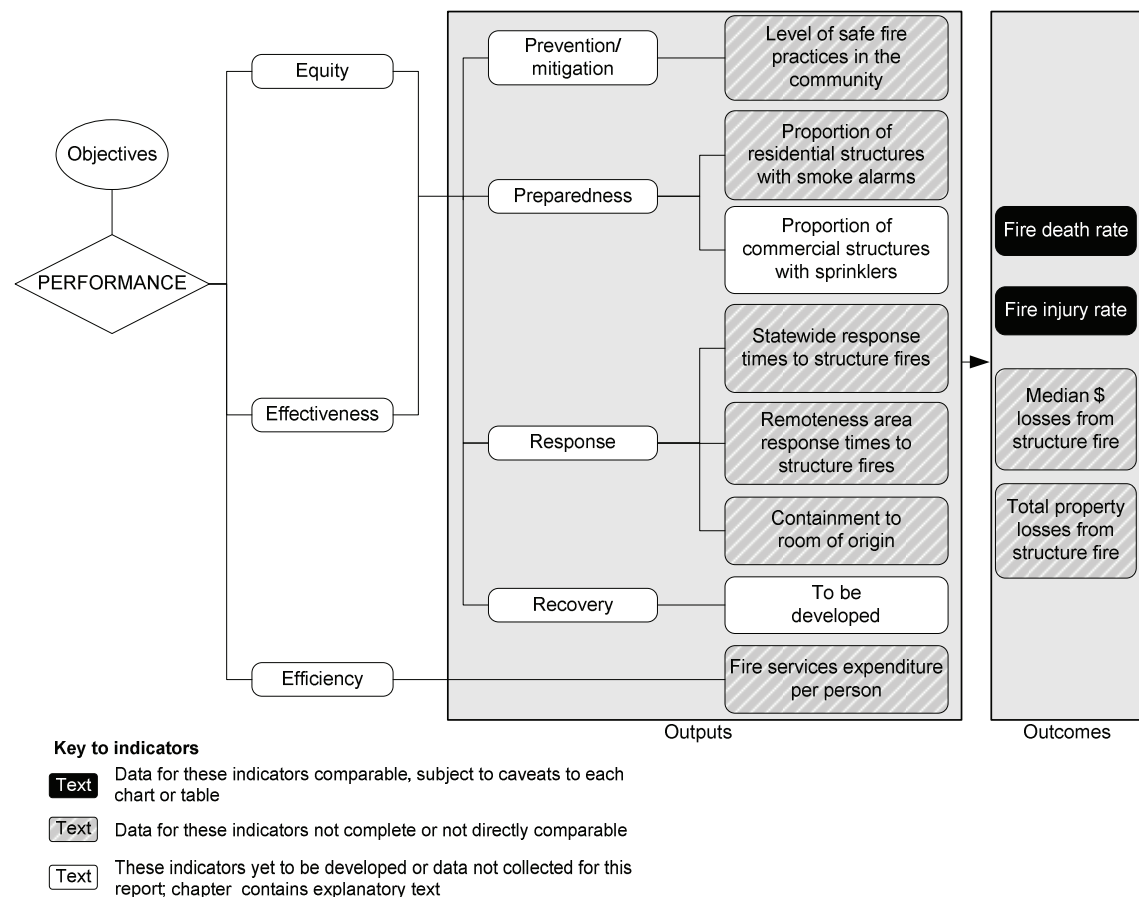 Objectives
PERFORMANCE
Equity
Effectiveness
Efficiency
Prevention/
mitigation
Preparedness
Response
Recovery
Level of safe fire
practices in the
community
Proportion of
residential structures
with smoke alarms
Proportion of
commercial structures
with sprinklers
Statewide response
times to structure fires
Remoteness area
response times to
structure fires
Containment to
room of origin
To be
developed
Fire services expenditure
per person
Outputs
Fire death rate
Fire injury rate
Median $
losses from
structure fire
Total property
losses from
structure fire
Outcomes
Key to indicators
Text
Data for these indicators comparable, subject to caveats to each
chart or table
Text
Data for these indicators not complete or not directly comparable
Text
These indicators yet to be developed or data not collected for this
report; chapter contains explanatory text